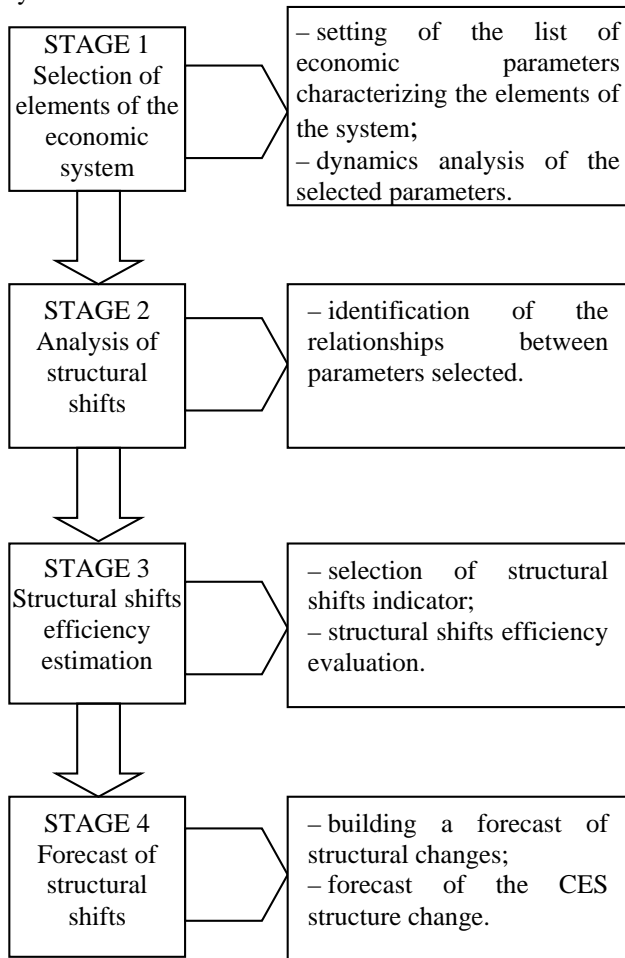 STAGE 1
Selection of
elements of the
economic
system
– setting of the list of
economic parameters
characterizing the elements of
the system;
– dynamics analysis of the
selected parameters.
STAGE 2
Analysis of
structural
shifts
– identification of the
relationships between
parameters selected.
STAGE 3
Structural shifts
efficiency
estimation
– selection of structural
shifts indicator;
– structural shifts efficiency
evaluation.
STAGE 4
Forecast of
structural
shifts
– building a forecast of
structural changes;
– forecast of the CES
structure change.